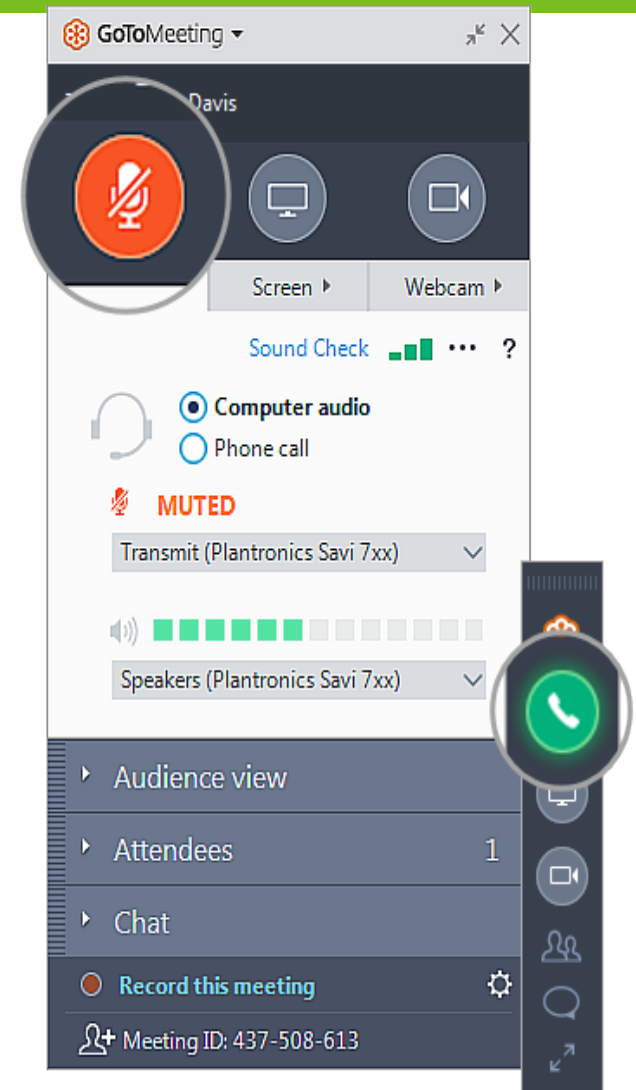 GoToMeeting
Davis
Screen
Webcam
Sound Check ... ?
Computer audio
Phone call
MUTED
Transmit (Plantronics Savi 7xx)
Speakers (Plantronics Savi 7xx)
Audience view
Attendees 1
Chat
Record this meeting
Meeting ID: 437-508-613